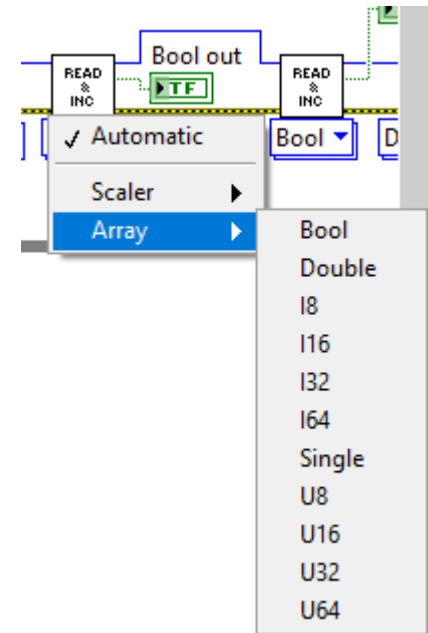 Bool out
READ
&
INC
TF
READ
&
INC
Automatic
Bool
D
Scaler
Array
Bool
Double
I8
I16
I32
I64
Single
U8
U16
U32
U64